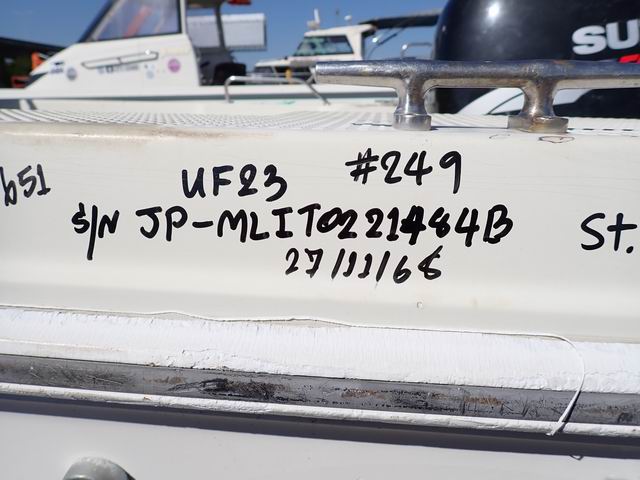 SU
b51 UF23 #249
S/N JP-MLIT0221484B St.
27/11/68